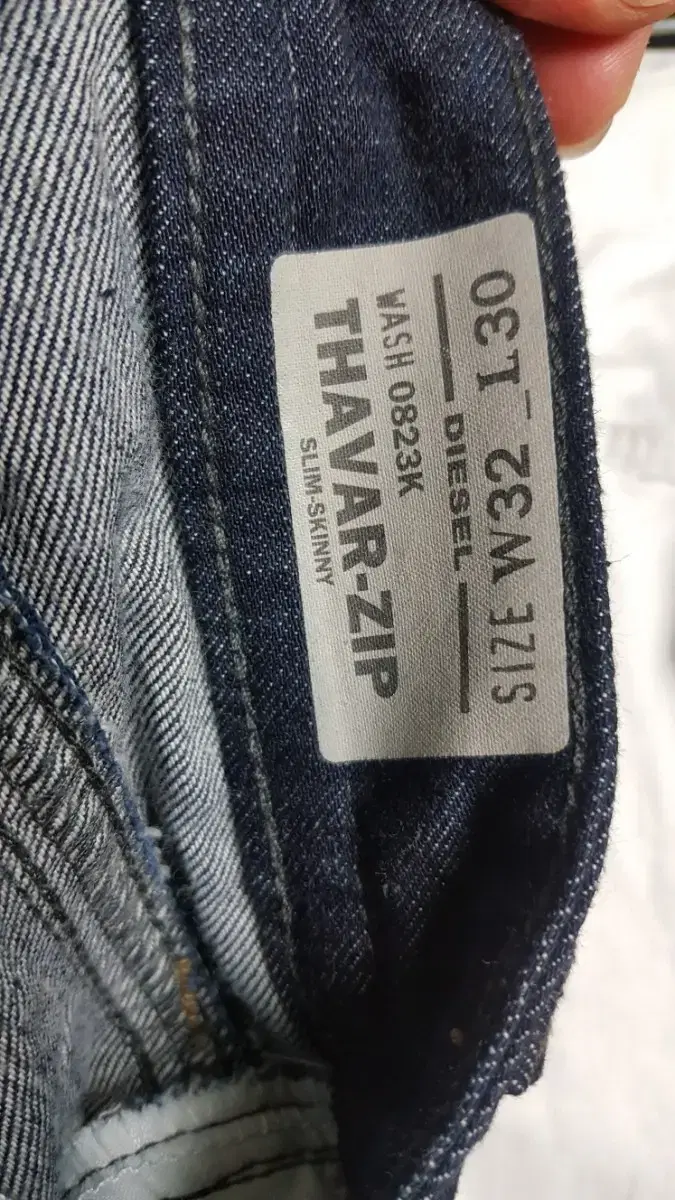 SIZE W32 _ L30
DIESEL
WASH 0823K
THAVAR-ZIP
SLIM-SKINNY